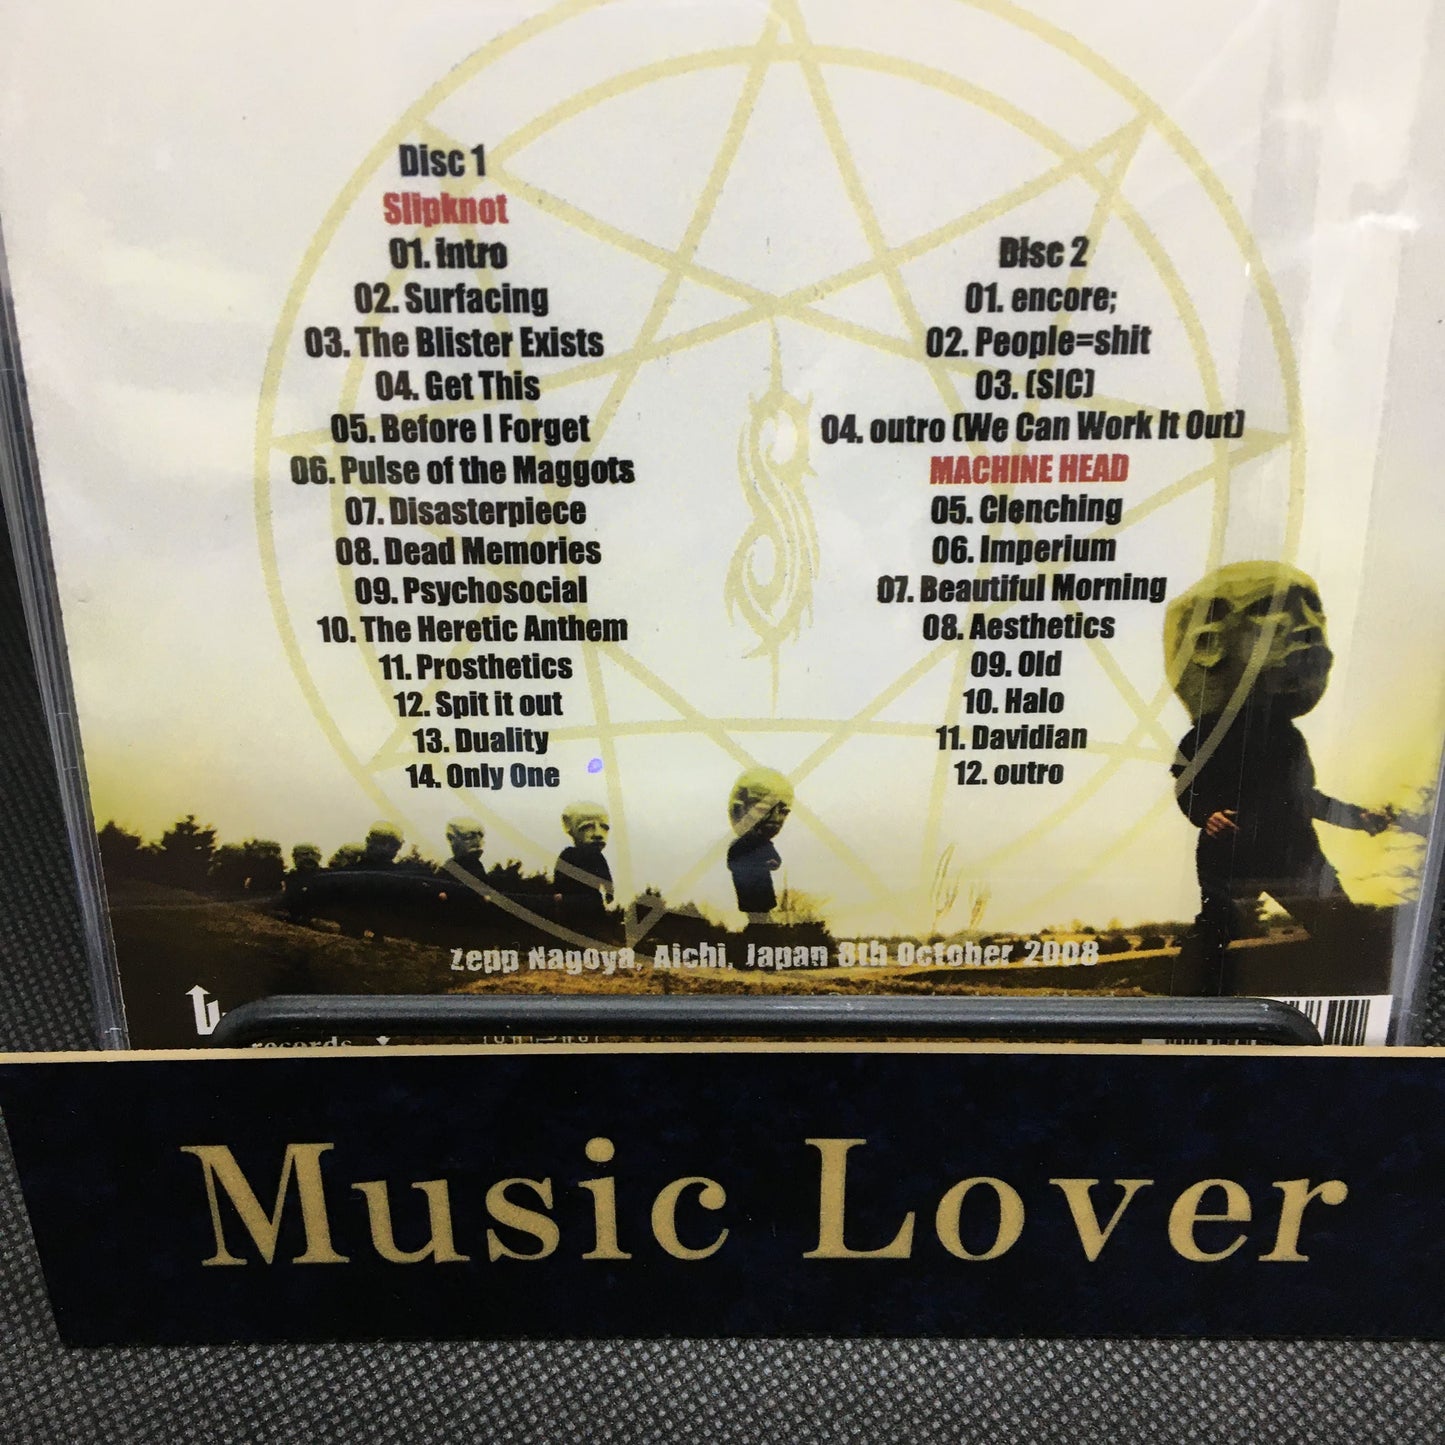 Disc 1
Slipknot
01. intro
02. Surfacing
03. The Blister Exists
04. Get This
05. Before I Forget
06. Pulse of the Maggots
07. Disasterpiece
08. Dead Memories
09. Psychosocial
10. The Heretic Anthem
11. Prosthetics
12. Spit it out
13. Duality
14. Only One
Disc 2
01. encore;
02. People=shit
03. (SIC)
04. outro (We Can Work It Out)
MACHINE HEAD
05. Clenching
06. Imperium
07. Beautiful Morning
08. Aesthetics
09. Old
10. Halo
11. Davidian
12. outro
Zepp Nagoya, Aichi, Japan 8th October 2008
records
Music Lover